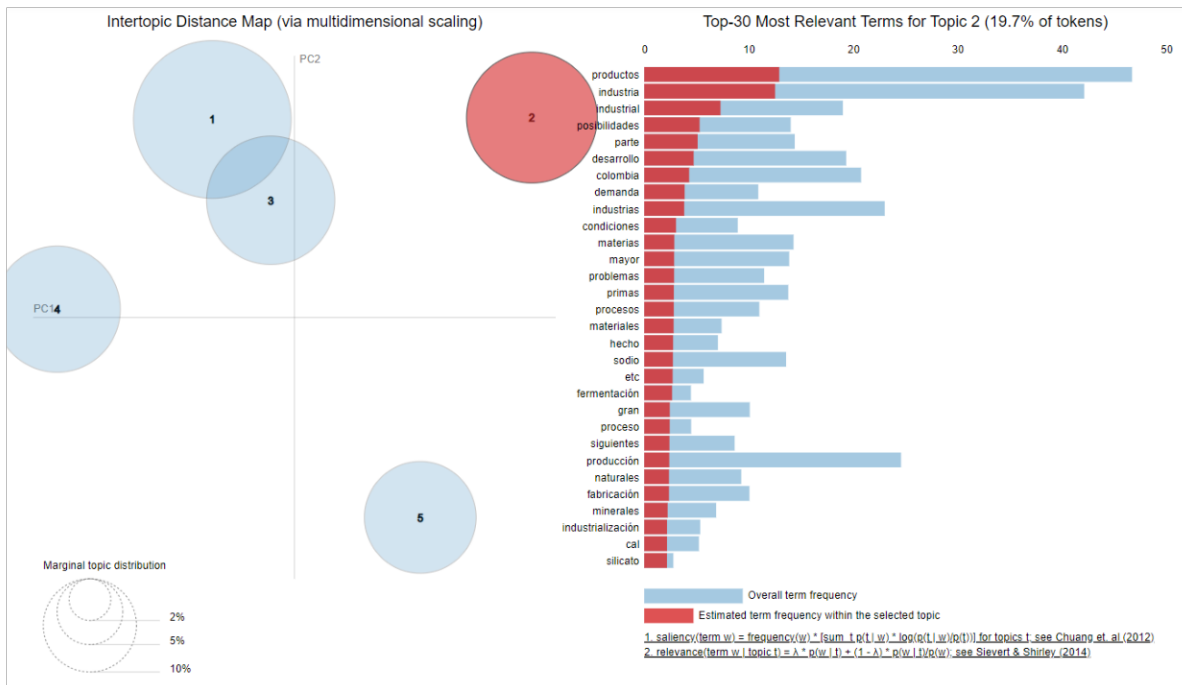 Intertopic Distance Map (via multidimensional scaling)
PC2
1
2
3
PC1
4
5
Marginal topic distribution
2%
5%
10%
Top-30 Most Relevant Terms for Topic 2 (19.7% of tokens)
0 10 20 30 40 50
productos
industria
industrial
posibilidades
parte
desarrollo
colombia
demanda
industrias
condiciones
materias
mayor
problemas
primas
procesos
materiales
hecho
sodio
etc
fermentación
gran
proceso
siguientes
producción
naturales
fabricación
minerales
industrialización
cal
silicato
Overall term frequency
Estimated term frequency within the selected topic
1. saliency(term w) = frequency(w) * [sum_t p(t | w) * log(p(t | w)/p(t))] for topics t; see Chuang et. al (2012)
2. relevance(term w | topic t) = λ * p(w | t) + (1 - λ) * p(w | t)/p(w); see Sievert & Shirley (2014)